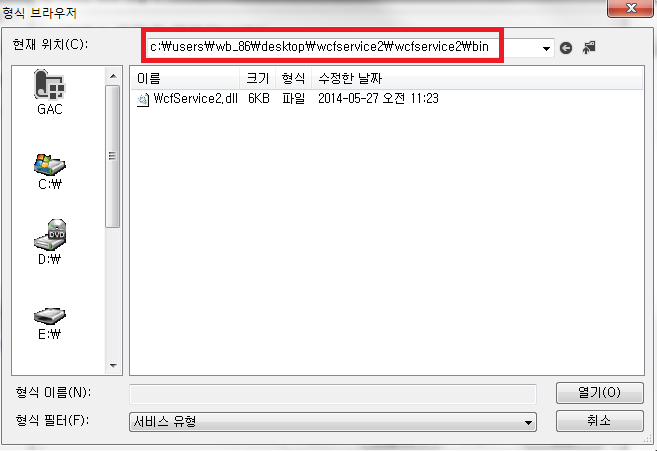 형식 브라우저
현재 위치(C):
c:₩users₩wb_86₩desktop₩wcfservice2₩wcfservice2₩bin
이름 크기 형식 수정한 날짜
WcfService2.dll 6KB 파일 2014-05-27 오전 11:23
GAC
C:₩
DVD
D:₩
E:₩
형식 이름(N):
열기(O)
형식 필터(F):
서비스 유형
취소